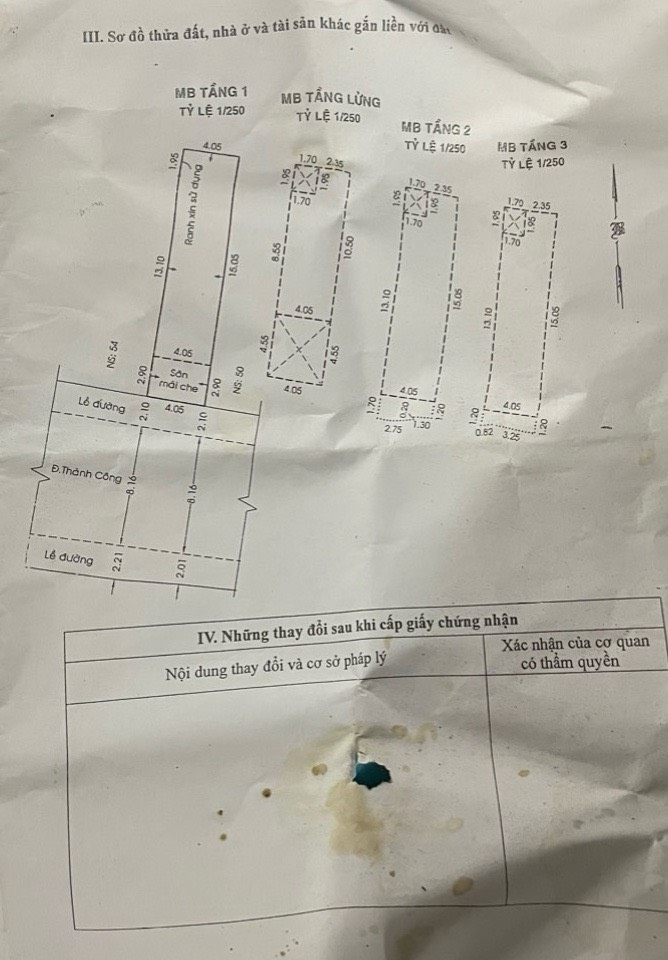 III. Sơ đồ thửa đất, nhà ở và tài sản khác gắn liền với
MB TẦNG 1
TỶ LỆ 1/250
4.05
1.95
Ranh xin sử dụng
13.10
15.05
NS: 54
4.05
2.90
Sân
mái che
2.90
NS: 50
Lề đường
2.10
4.05
2.10
Đ.Thành Công
8.16
8.16
Lề đường
2.21
2.01
MB TẦNG LỬNG
TỶ LỆ 1/250
1.70 2.35
1.95
1.95
1.70
8.55
10.50
4.05
4.55
4.55
4.05
MB TẦNG 2
TỶ LỆ 1/250
1.70 2.35
1.95
1.95
1.70
13.10
15.05
4.05
1.70
0.20
1.20
2.75
1.30
MB TẦNG 3
TỶ LỆ 1/250
1.70 2.35
1.95
1.95
1.70
13.10
15.05
4.05
1.20
1.20
0.82
3.25
IV. Những thay đổi sau khi cấp giấy chứng nhận
Nội dung thay đổi và cơ sở pháp lý
Xác nhận của cơ quan
có thẩm quyền